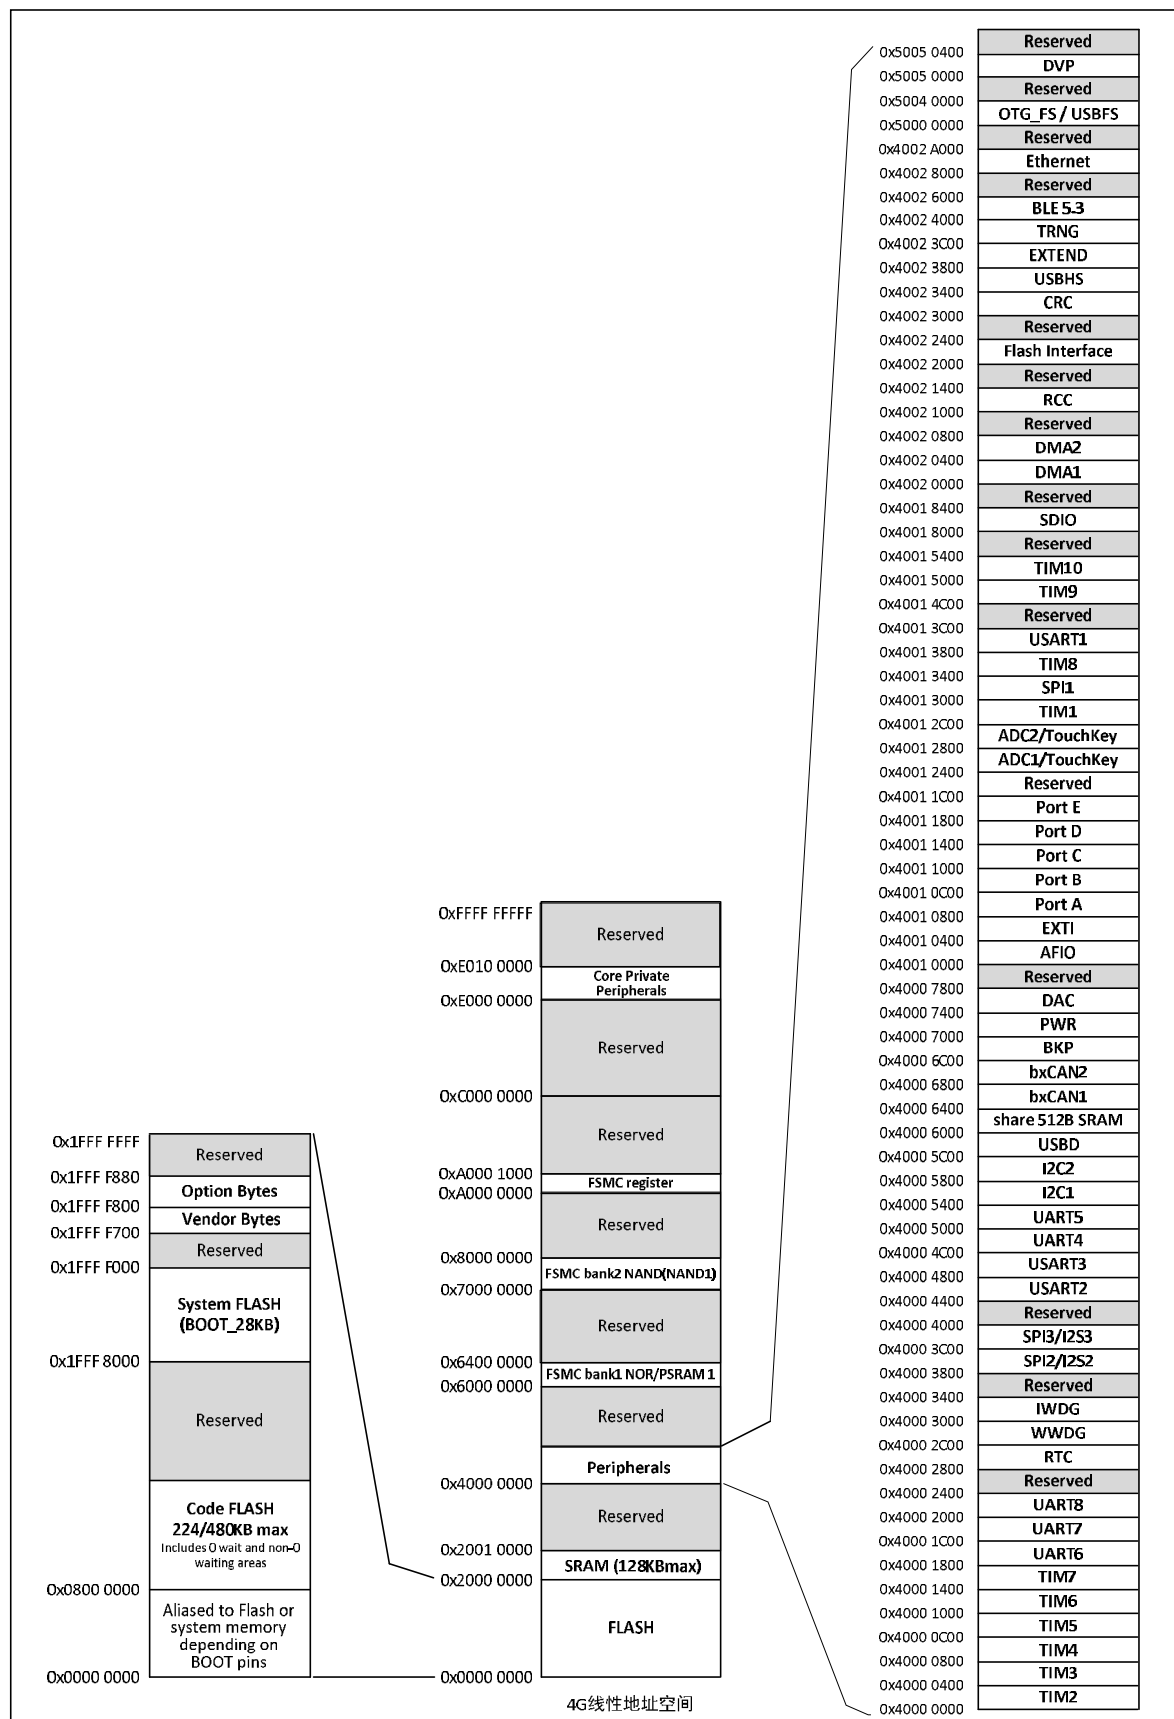 0x1FFF FFFF
Reserved
0x1FFF F880
Option Bytes
0x1FFF F800
Vendor Bytes
0x1FFF F700
Reserved
0x1FFF F000
System FLASH
(BOOT_28KB)
0x1FFF 8000
Reserved
Code FLASH
224/480KB max
Includes 0 wait and non-0
waiting areas
0x0800 0000
Aliased to Flash or
system memory
depending on
BOOT pins
0x0000 0000
0xFFFF FFFFF
Reserved
0xE010 0000
Core Private
Peripherals
0xE000 0000
Reserved
0xC000 0000
Reserved
0xA000 1000
FSMC register
0xA000 0000
Reserved
0x8000 0000
FSMC bank2 NAND(NAND1)
0x7000 0000
Reserved
0x6400 0000
FSMC bank1 NOR/PSRAM 1
0x6000 0000
Reserved
Peripherals
0x4000 0000
Reserved
0x2001 0000
SRAM (128KBmax)
0x2000 0000
FLASH
0x0000 0000
4G线性地址空间
Reserved
0x5005 0400
DVP
0x5005 0000
Reserved
0x5004 0000
OTG_FS / USBFS
0x5000 0000
Reserved
0x4002 A000
Ethernet
0x4002 8000
Reserved
0x4002 6000
BLE 5.3
0x4002 4000
TRNG
0x4002 3C00
EXTEND
0x4002 3800
USBHS
0x4002 3400
CRC
0x4002 3000
Reserved
0x4002 2400
Flash Interface
0x4002 2000
Reserved
0x4002 1400
RCC
0x4002 1000
Reserved
0x4002 0800
DMA2
0x4002 0400
DMA1
0x4002 0000
Reserved
0x4001 8400
SDIO
0x4001 8000
Reserved
0x4001 5400
TIM10
0x4001 5000
TIM9
0x4001 4C00
Reserved
0x4001 3C00
USART1
0x4001 3800
TIM8
0x4001 3400
SPI1
0x4001 3000
TIM1
0x4001 2C00
ADC2/TouchKey
0x4001 2800
ADC1/TouchKey
0x4001 2400
Reserved
0x4001 1C00
Port E
0x4001 1800
Port D
0x4001 1400
Port C
0x4001 1000
Port B
0x4001 0C00
Port A
0x4001 0800
EXTI
0x4001 0400
AFIO
0x4001 0000
Reserved
0x4000 7800
DAC
0x4000 7400
PWR
0x4000 7000
BKP
0x4000 6C00
bxCAN2
0x4000 6800
bxCAN1
0x4000 6400
share 512B SRAM
0x4000 6000
USBD
0x4000 5C00
I2C2
0x4000 5800
I2C1
0x4000 5400
UART5
0x4000 5000
UART4
0x4000 4C00
USART3
0x4000 4800
USART2
0x4000 4400
Reserved
0x4000 4000
SPI3/I2S3
0x4000 3C00
SPI2/I2S2
0x4000 3800
Reserved
0x4000 3400
IWDG
0x4000 3000
WWDG
0x4000 2C00
RTC
0x4000 2800
Reserved
0x4000 2400
UART8
0x4000 2000
UART7
0x4000 1C00
UART6
0x4000 1800
TIM7
0x4000 1400
TIM6
0x4000 1000
TIM5
0x4000 0C00
TIM4
0x4000 0800
TIM3
0x4000 0400
TIM2
0x4000 0000